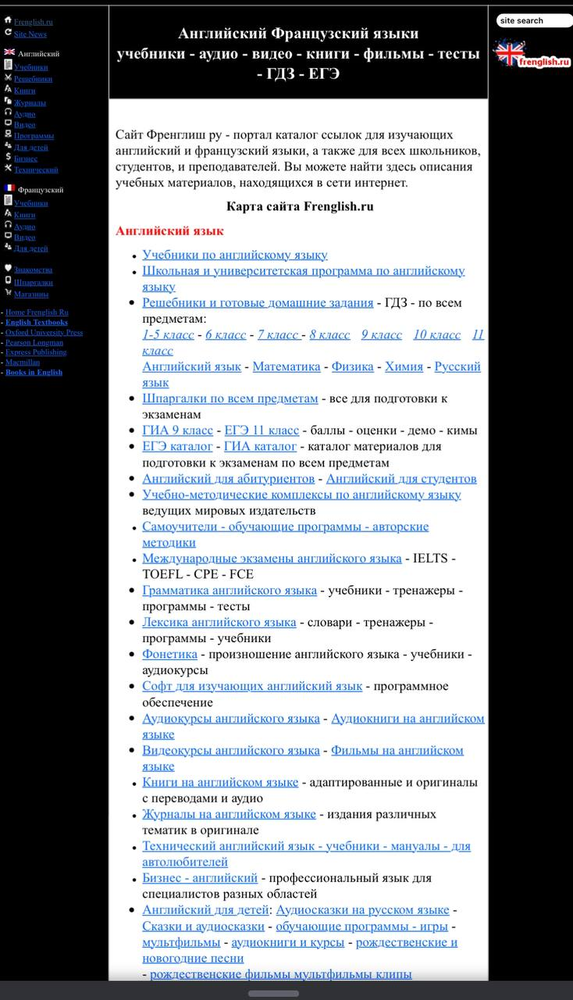 Frenglish.ru
Site News
Английский
Учебники
Решебники
Книги
Журналы
Аудио
Видео
Программы
Для детей
Бизнес
Технический
Французский
Учебники
Книги
Аудио
Видео
Для детей
Знакомства
Шпаргалки
Магазины
- Home Frenglish Ru
- English Textbooks
- Oxford University Press
- Pearson Longman
- Express Publishing
- Macmillan
- Books in English
Английский Французский языки
учебники - аудио - видео - книги - фильмы - тесты
- ГДЗ - ЕГЭ
Сайт Френглиш ру - портал каталог ссылок для изучающих
английский и французский языки, а также для всех школьников,
студентов, и преподавателей. Вы можете найти здесь описания
учебных материалов, находящихся в сети интернет.
Карта сайта Frenglish.ru
Английский язык
• Учебники по английскому языку
• Школьная и университетская программа по английскому
языку
• Решебники и готовые домашние задания - ГДЗ - по всем
предметам:
1-5 класс - 6 класс - 7 класс - 8 класс 9 класс 10 класс 11
класс
Английский язык - Математика - Физика - Химия - Русский
язык
• Шпаргалки по всем предметам - все для подготовки к
экзаменам
• ГИА 9 класс - ЕГЭ 11 класс - баллы - оценки - демо - кимы
• ЕГЭ каталог - ГИА каталог - каталог материалов для
подготовки к экзаменам по всем предметам
• Английский для абитуриентов - Английский для студентов
• Учебно-методические комплексы по английскому языку
ведущих мировых издательств
• Самоучители - обучающие программы - авторские
методики
• Международные экзамены английского языка - IELTS -
TOEFL - CPE - FCE
• Грамматика английского языка - учебники - тренажеры -
программы - тесты
• Лексика английского языка - словари - тренажеры -
программы - учебники
• Фонетика - произношение английского языка - учебники -
аудиокурсы
• Софт для изучающих английский язык - программное
обеспечение
• Аудиокурсы английского языка - Аудиокниги на английском
языке
• Видеокурсы английского языка - Фильмы на английском
языке
• Книги на английском языке - адаптированные и оригиналы
с переводами и аудио
• Журналы на английском языке - издания различных
тематик в оригинале
• Технический английский язык - учебники - мануалы - для
автолюбителей
• Бизнес - английский - профессиональный язык для
специалистов разных областей
• Английский для детей: Аудиосказки на русском языке -
Сказки и аудиосказки - обучающие программы - игры -
мультфильмы - аудиокниги и курсы - рождественские и
новогодние песни
- рождественские фильмы мультфильмы клипы
site search
frenglish.ru